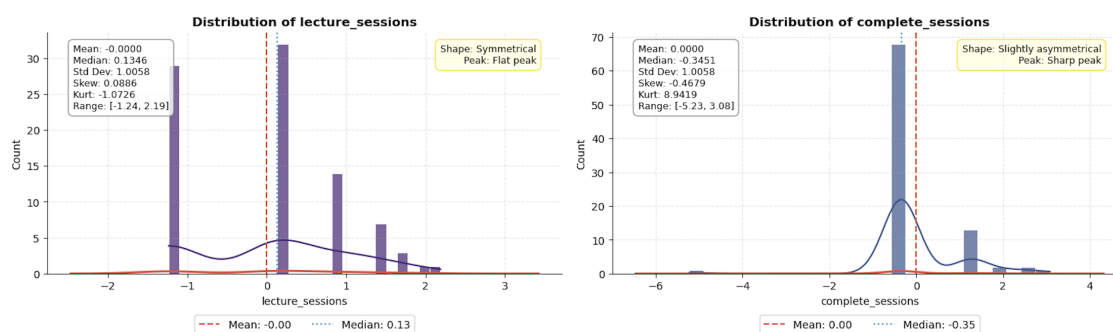 Distribution of lecture_sessions
Mean: -0.0000
Median: 0.1346
Std Dev: 1.0058
Skew: 0.0886
Kurt: -1.0726
Range: [-1.24, 2.19]
Shape: Symmetrical
Peak: Flat peak
Count
30
25
20
15
10
5
0
−2
−1
0
1
2
3
lecture_sessions
Mean: -0.00
Median: 0.13
Distribution of complete_sessions
Mean: 0.0000
Median: -0.3451
Std Dev: 1.0058
Skew: -0.4679
Kurt: 8.9419
Range: [-5.23, 3.08]
Shape: Slightly asymmetrical
Peak: Sharp peak
Count
70
60
50
40
30
20
10
0
−6
−4
−2
0
2
4
complete_sessions
Mean: 0.00
Median: -0.35